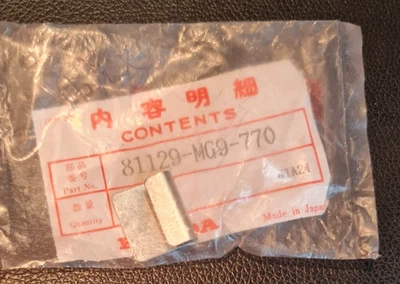 内容明細
CONTENTS
部品番号
Part No.
81129-MG9-770
数量
Quantity
Made in Japan